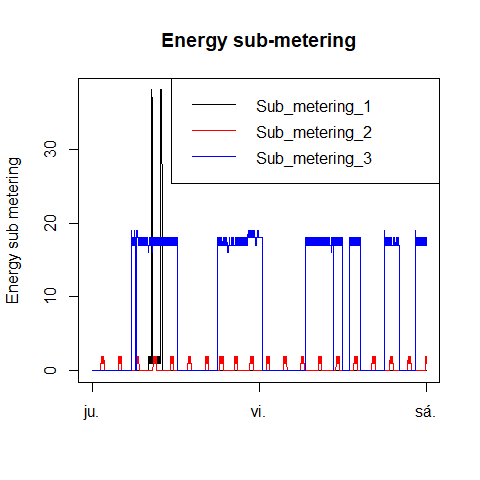 Energy sub-metering
Sub_metering_1
Sub_metering_2
Sub_metering_3
Energy sub metering
30
20
10
0
ju.
vi.
sá.